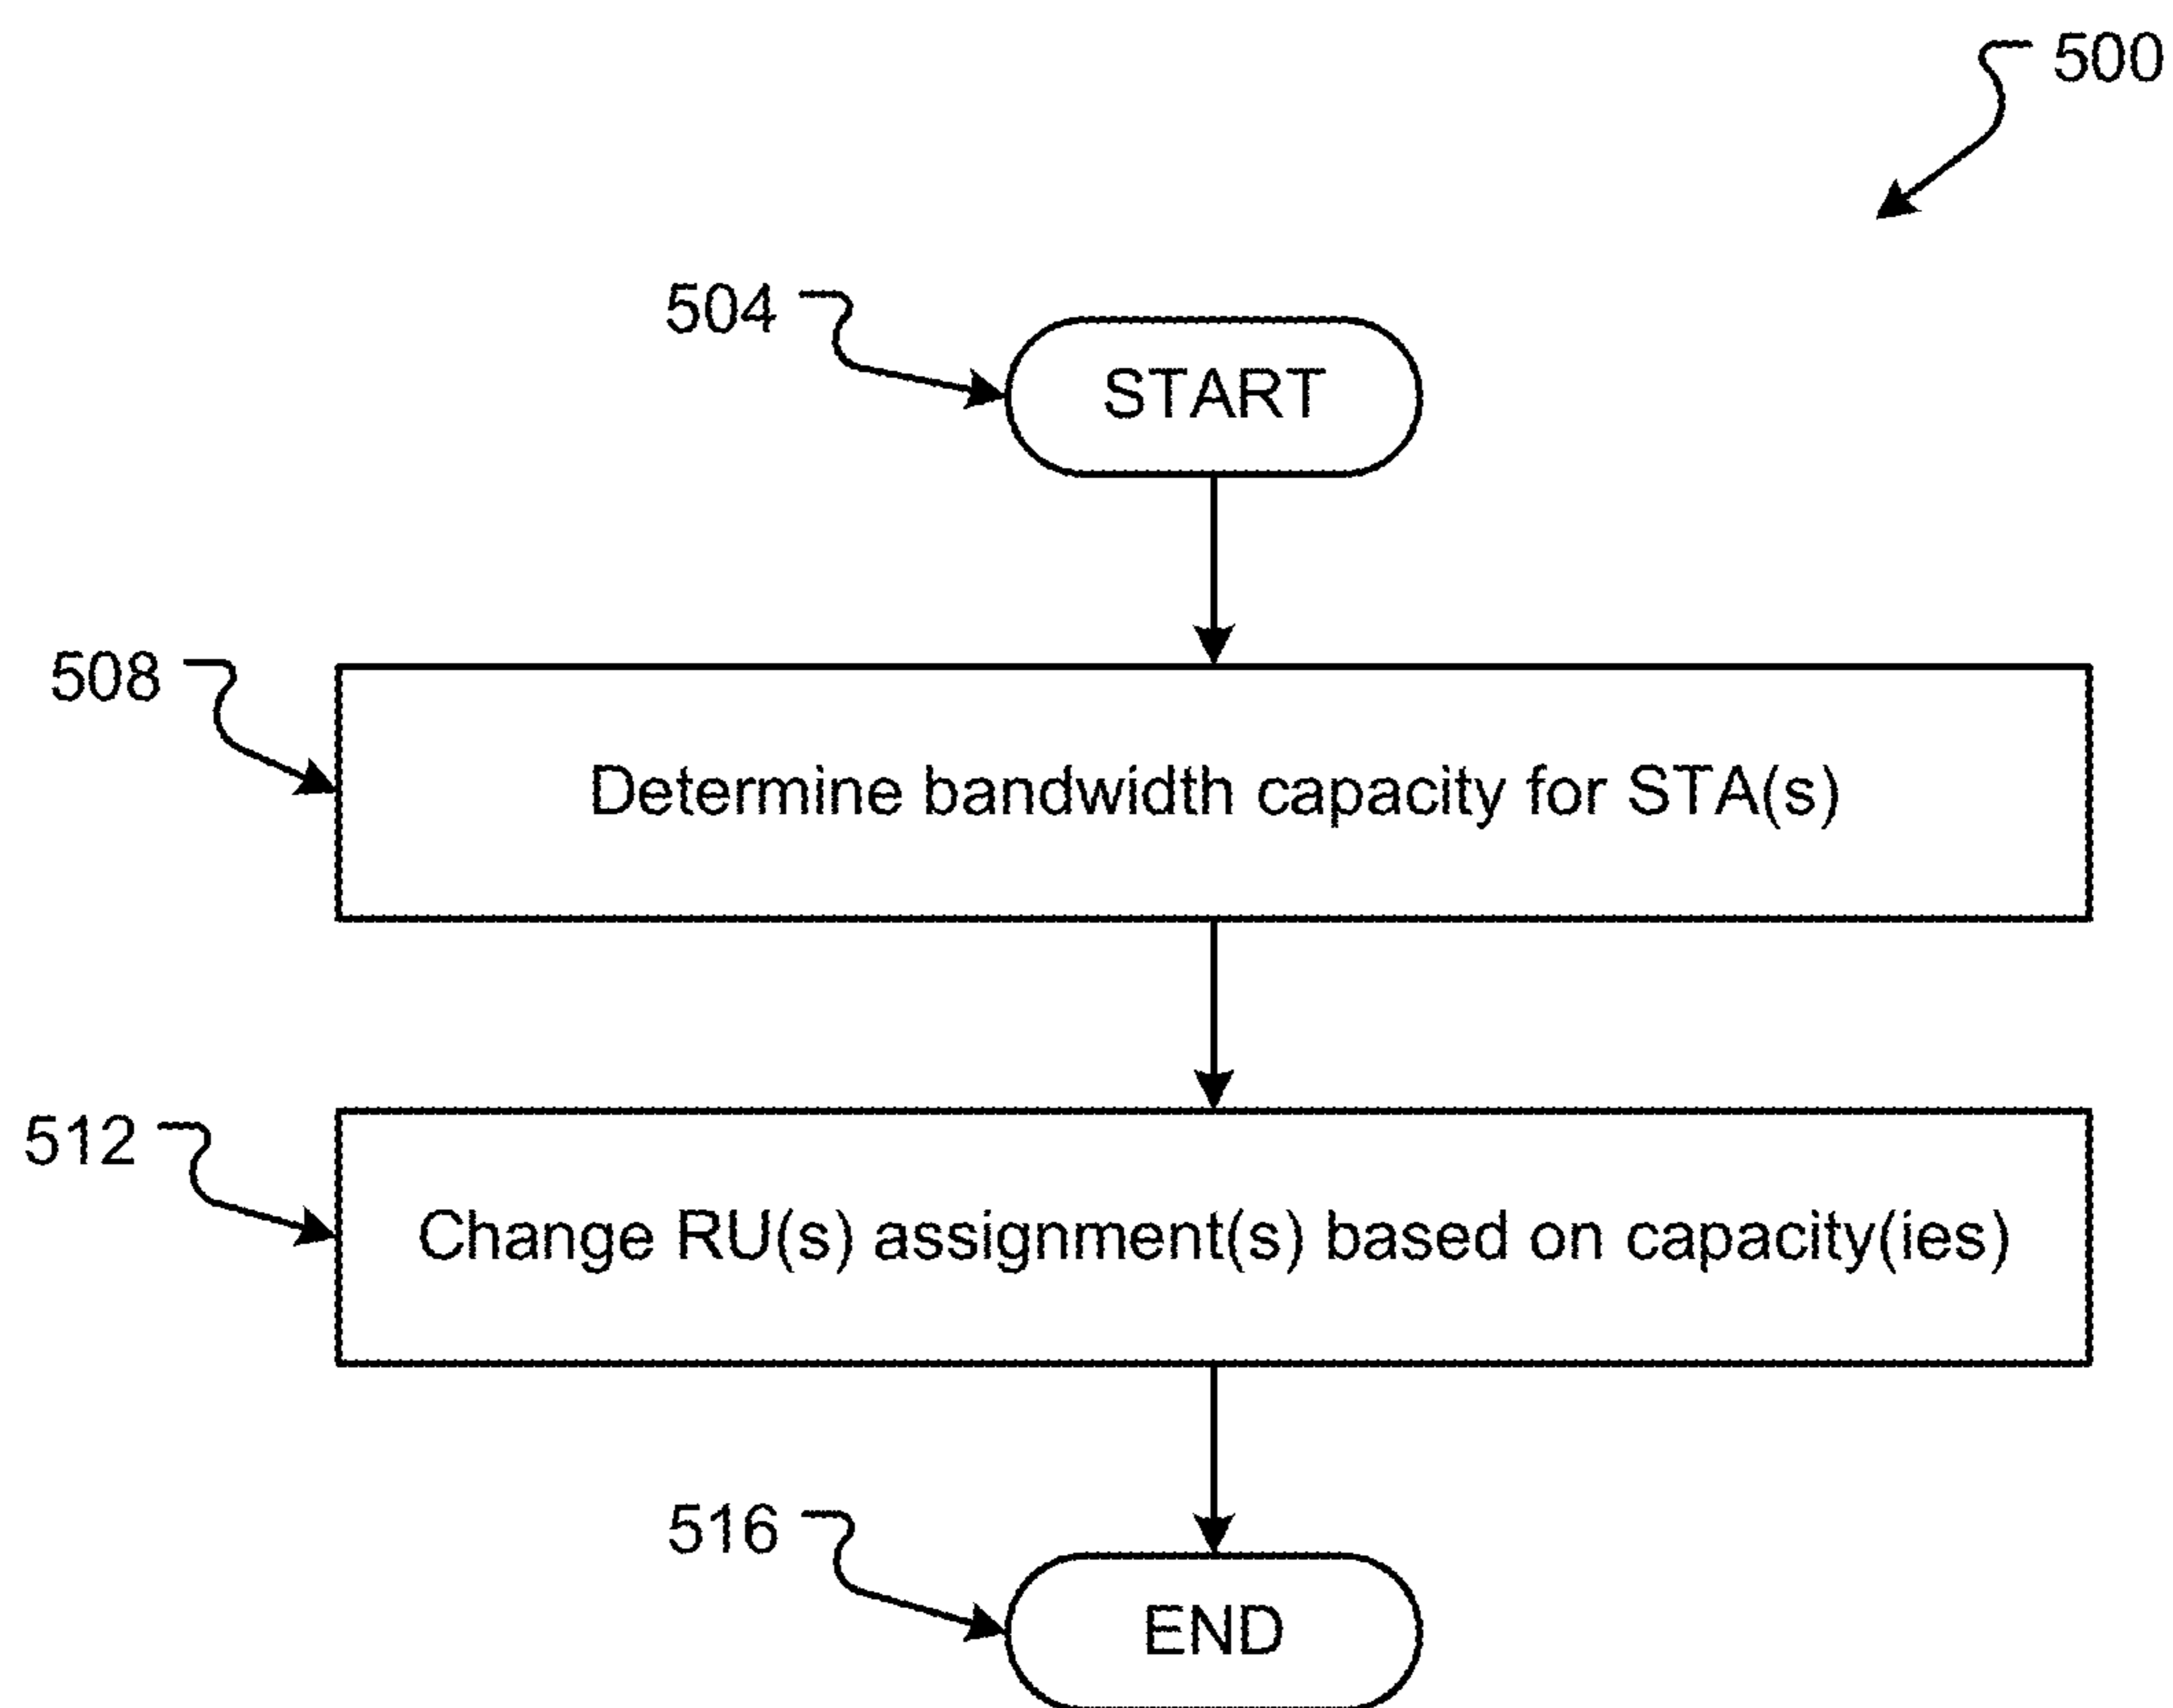 500
504
START
508
Determine bandwidth capacity for STA(s)
512
Change RU(s) assignment(s) based on capacity(ies)
516
END